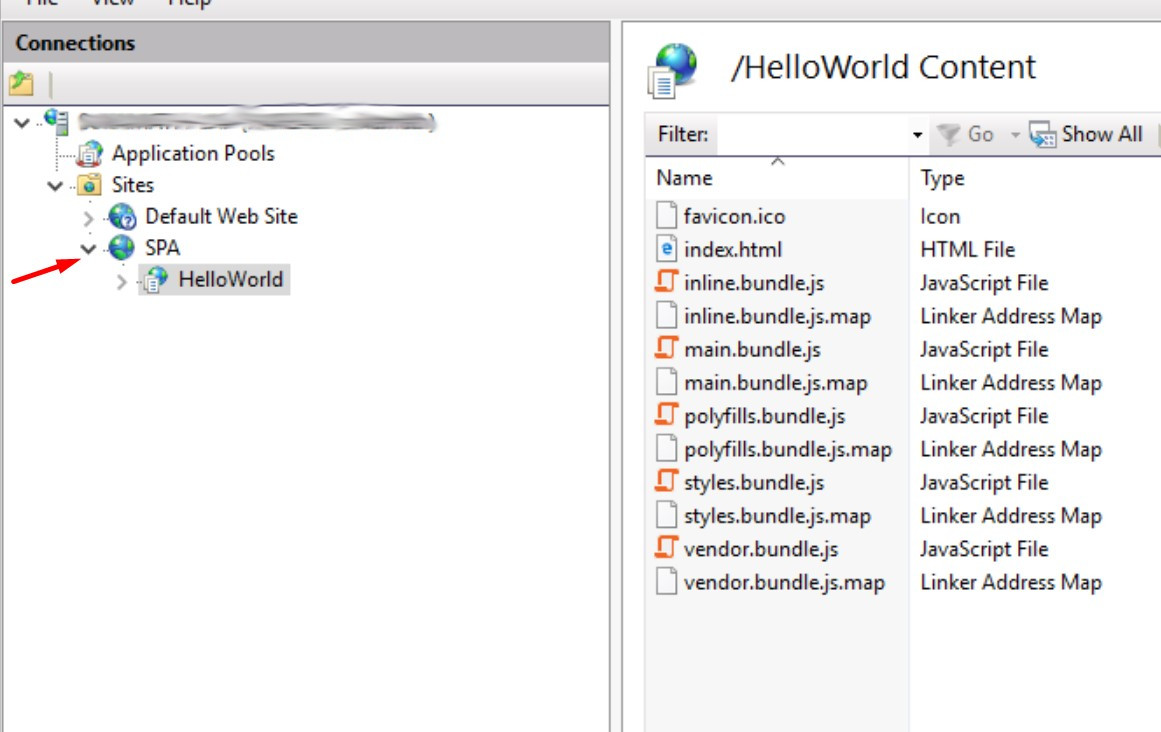 File View Help
Connections
Application Pools
Sites
Default Web Site
SPA
HelloWorld
/HelloWorld Content
Filter: Go Show All
Name Type
favicon.ico Icon
index.html HTML File
inline.bundle.js JavaScript File
inline.bundle.js.map Linker Address Map
main.bundle.js JavaScript File
main.bundle.js.map Linker Address Map
polyfills.bundle.js JavaScript File
polyfills.bundle.js.map Linker Address Map
styles.bundle.js JavaScript File
styles.bundle.js.map Linker Address Map
vendor.bundle.js JavaScript File
vendor.bundle.js.map Linker Address Map